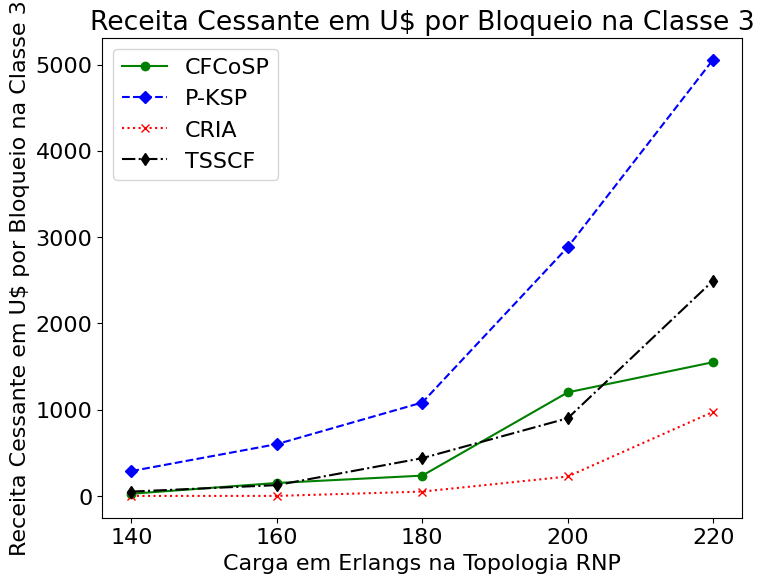 Receita Cessante em U$ por Bloqueio na Classe 3
Receita Cessante em U$ por Bloqueio na Classe 3
CFCoSP
P-KSP
CRIA
TSSCF
5000
4000
3000
2000
1000
0
140 160 180 200 220
Carga em Erlangs na Topologia RNP